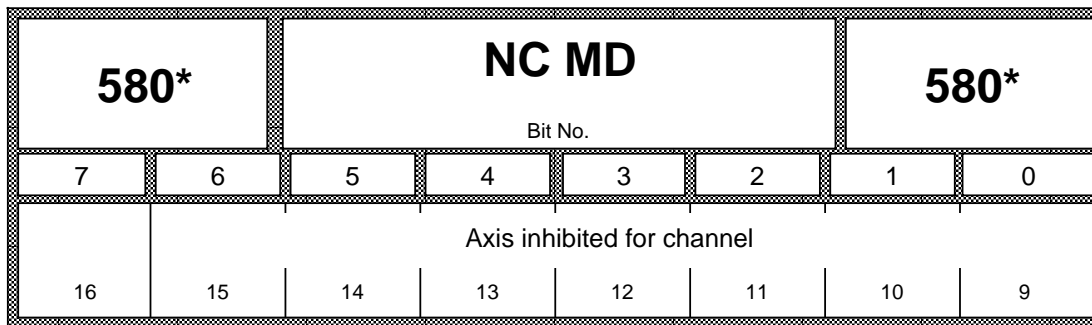 580* NC MD 580*
Bit No.
7 6 5 4 3 2 1 0
Axis inhibited for channel
16 15 14 13 12 11 10 9